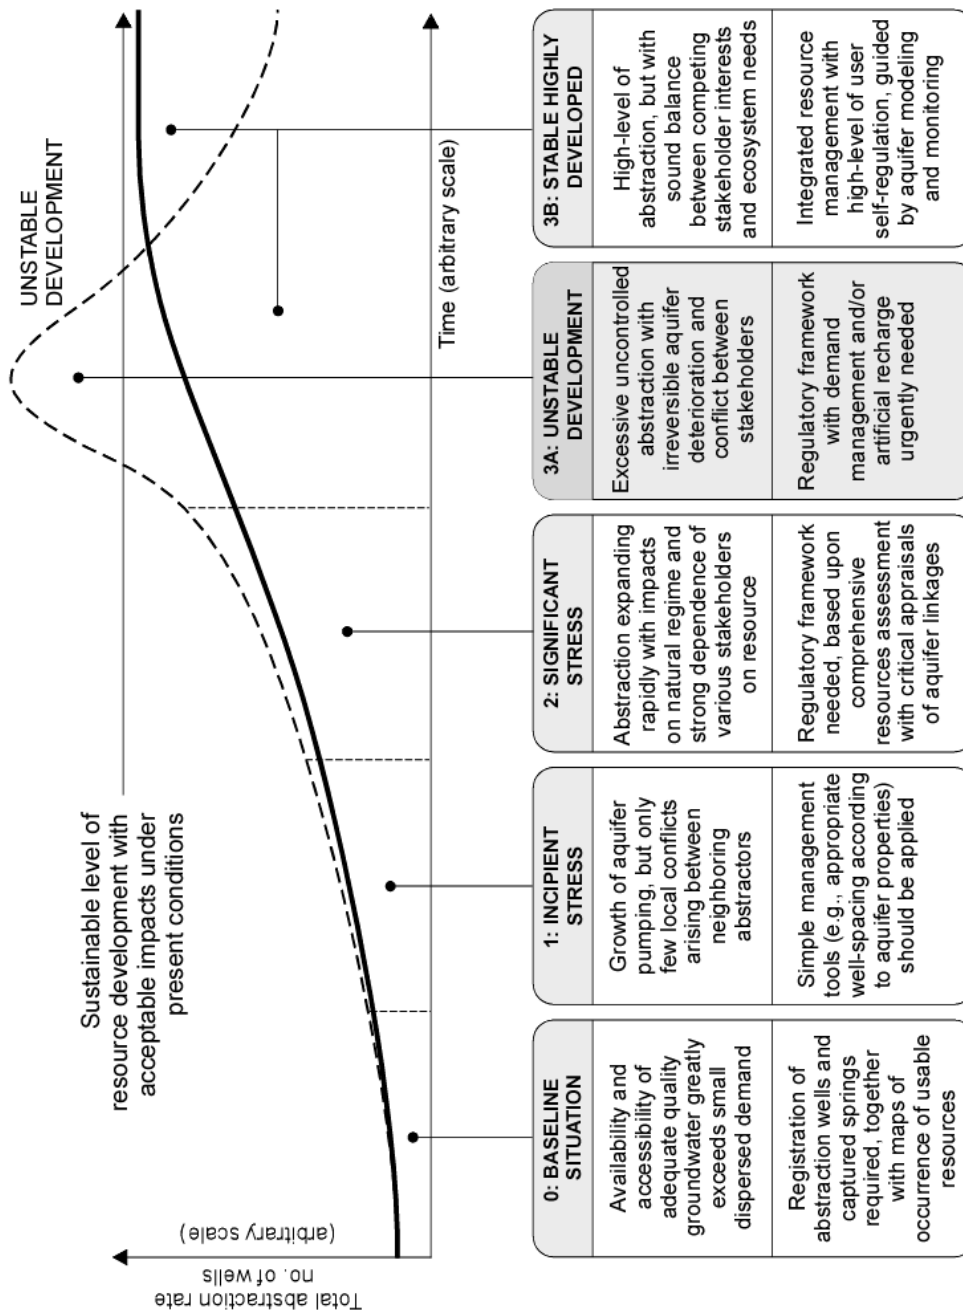 Total abstraction rate
no. of wells
(arbitrary scale)
Sustainable level of
resource development with
acceptable impacts under
present conditions
UNSTABLE
DEVELOPMENT
Time (arbitrary scale)
0: BASELINE
SITUATION
Availability and
accessibility of
adequate quality
groundwater greatly
exceeds small
dispersed demand
Registration of
abstraction wells and
captured springs
required, together
with maps of
occurrence of usable
resources
1: INCIPIENT
STRESS
Growth of aquifer
pumping, but only
few local conflicts
arising between
neighboring
abstractors
Simple management
tools (e.g., appropriate
well-spacing according
to aquifer properties)
should be applied
2: SIGNIFICANT
STRESS
Abstraction expanding
rapidly with impacts
on natural regime and
strong dependence of
various stakeholders
on resource
Regulatory framework
needed, based upon
comprehensive
resources assessment
with critical appraisals
of aquifer linkages
3A: UNSTABLE
DEVELOPMENT
Excessive uncontrolled
abstraction with
irreversible aquifer
deterioration and
conflict between
stakeholders
Regulatory framework
with demand
management and/or
artificial recharge
urgently needed
3B: STABLE HIGHLY
DEVELOPED
High-level of
abstraction, but with
sound balance
between competing
stakeholder interests
and ecosystem needs
Integrated resource
management with
high-level of user
self-regulation, guided
by aquifer modeling
and monitoring